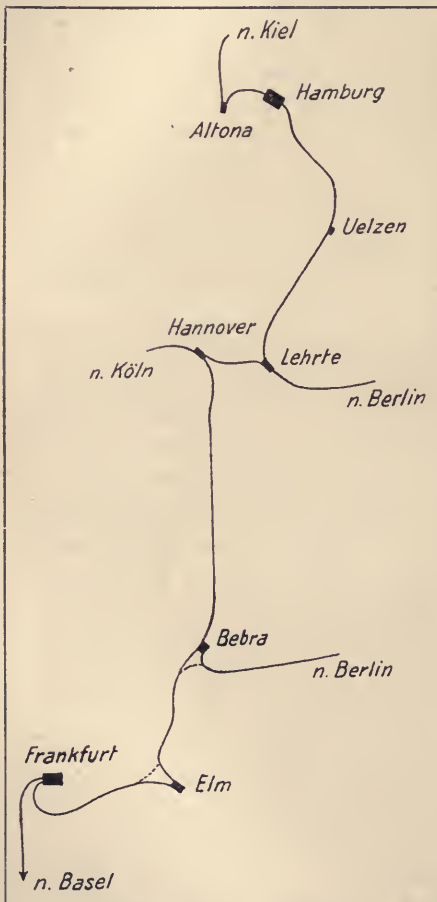 n. Kiel
Hamburg
Altona
Uelzen
Hannover
Lehrte
n. Köln
n. Berlin
Bebra
n. Berlin
Frankfurt
Elm
n. Basel